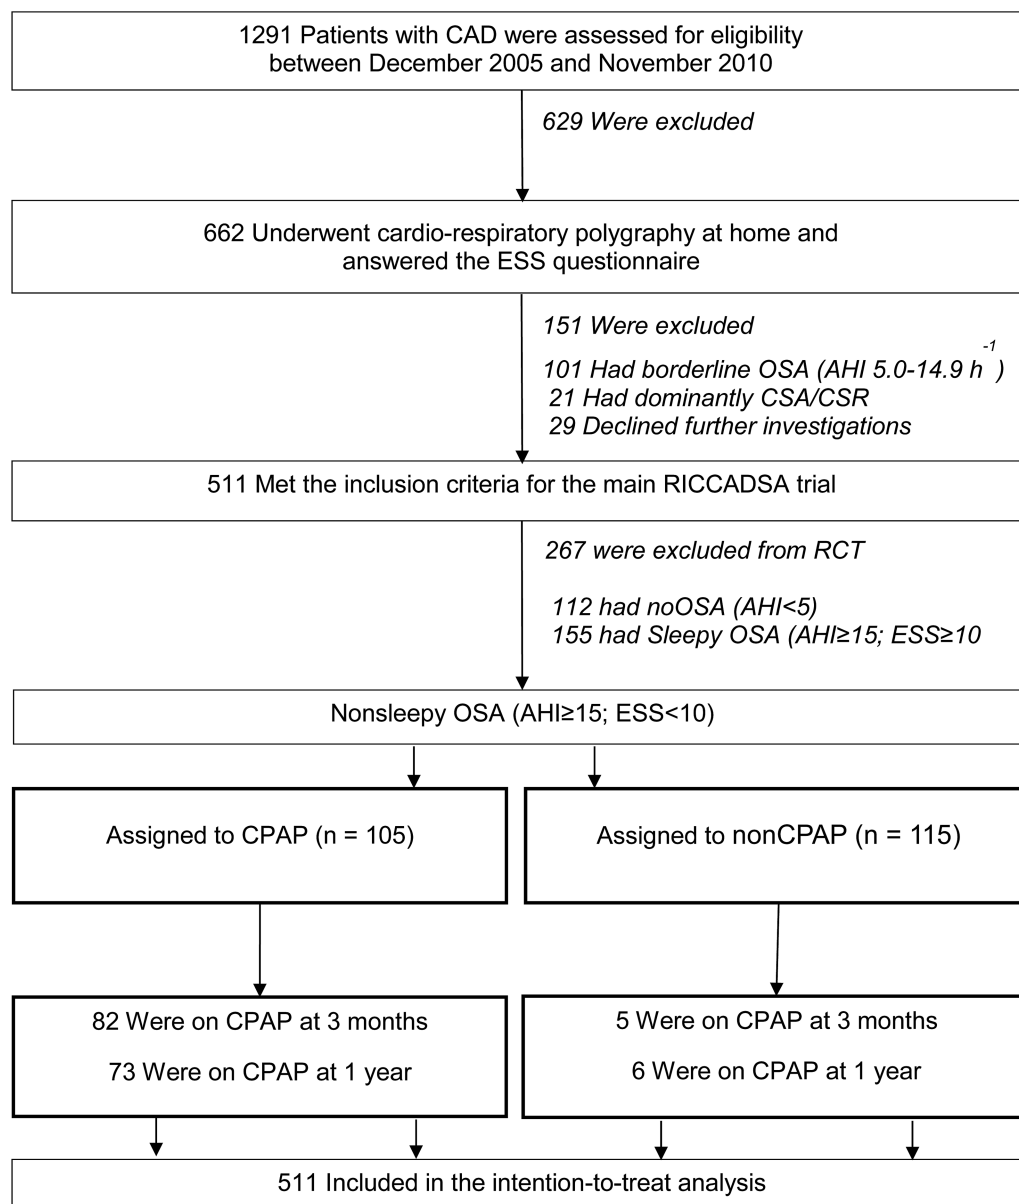 1291 Patients with CAD were assessed for eligibility
between December 2005 and November 2010
629 Were excluded
662 Underwent cardio-respiratory polygraphy at home and
answered the ESS questionnaire
151 Were excluded
101 Had borderline OSA (AHI 5.0-14.9 h⁻¹)
21 Had dominantly CSA/CSR
29 Declined further investigations
511 Met the inclusion criteria for the main RICCADSA trial
267 were excluded from RCT
112 had noOSA (AHI<5)
155 had Sleepy OSA (AHI≥15; ESS≥10
Nonsleepy OSA (AHI≥15; ESS<10)
Assigned to CPAP (n = 105)
Assigned to nonCPAP (n = 115)
82 Were on CPAP at 3 months
73 Were on CPAP at 1 year
5 Were on CPAP at 3 months
6 Were on CPAP at 1 year
511 Included in the intention-to-treat analysis